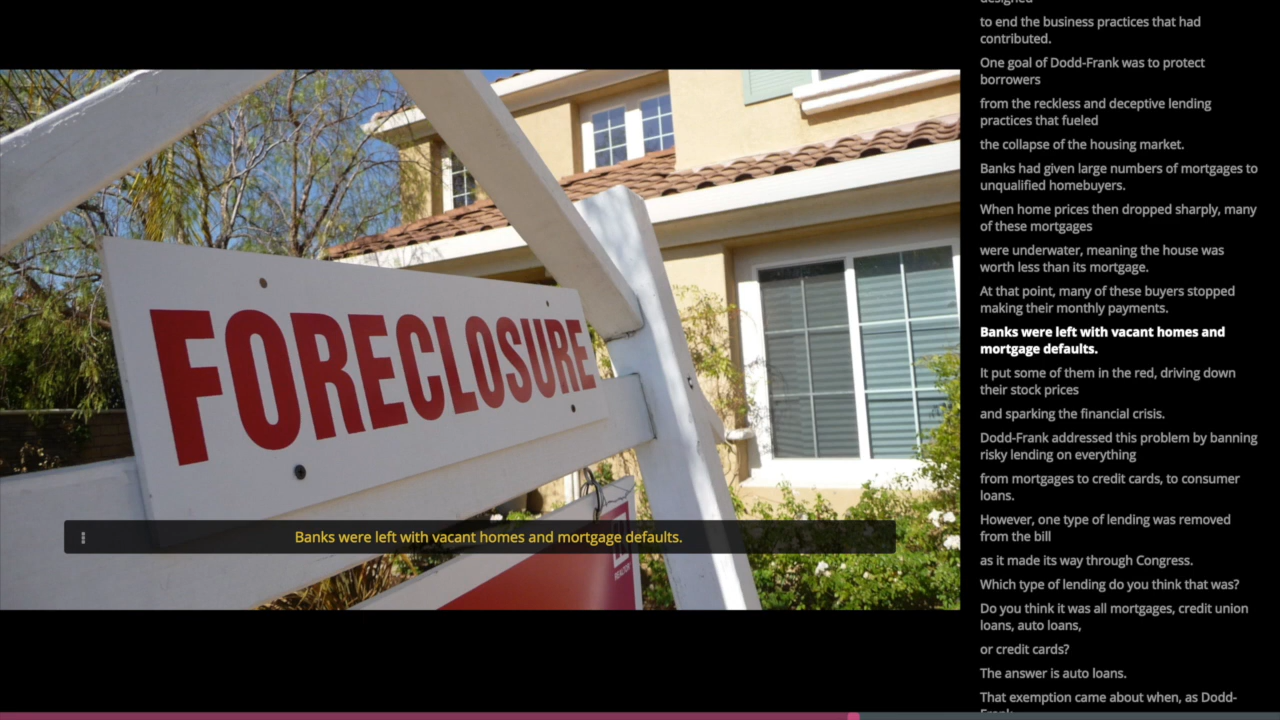 FORECLOSURE
REALTOR
Banks were left with vacant homes and mortgage defaults.
designed
to end the business practices that had
contributed.
One goal of Dodd-Frank was to protect
borrowers
from the reckless and deceptive lending
practices that fueled
the collapse of the housing market.
Banks had given large numbers of mortgages to
unqualified homebuyers.
When home prices then dropped sharply, many
of these mortgages
were underwater, meaning the house was
worth less than its mortgage.
At that point, many of these buyers stopped
making their monthly payments.
Banks were left with vacant homes and
mortgage defaults.
It put some of them in the red, driving down
their stock prices
and sparking the financial crisis.
Dodd-Frank addressed this problem by banning
risky lending on everything
from mortgages to credit cards, to consumer
loans.
However, one type of lending was removed
from the bill
as it made its way through Congress.
Which type of lending do you think that was?
Do you think it was all mortgages, credit union
loans, auto loans,
or credit cards?
The answer is auto loans.
That exemption came about when, as Dodd-
Frank